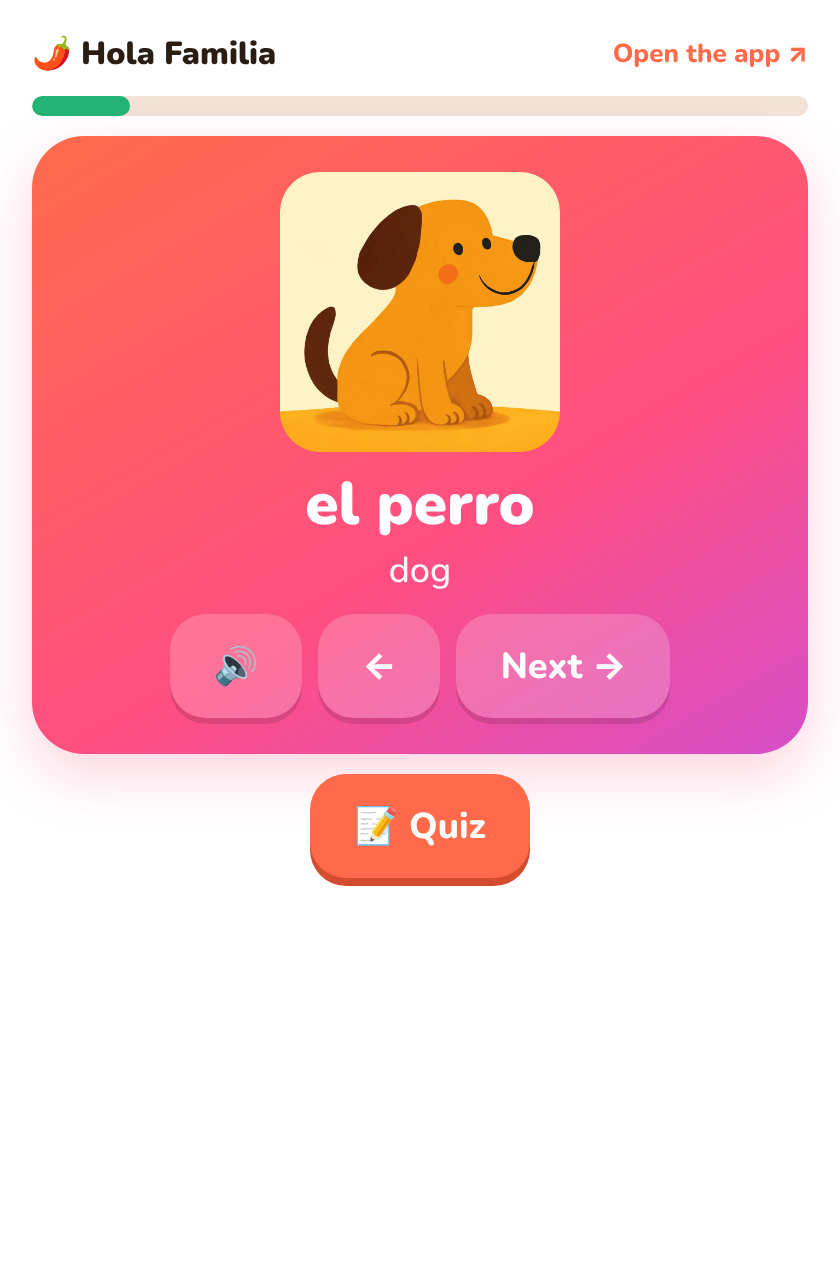 🌶️ Hola Familia
Open the app ↗
el perro
dog
🔊
←
Next →
📝 Quiz